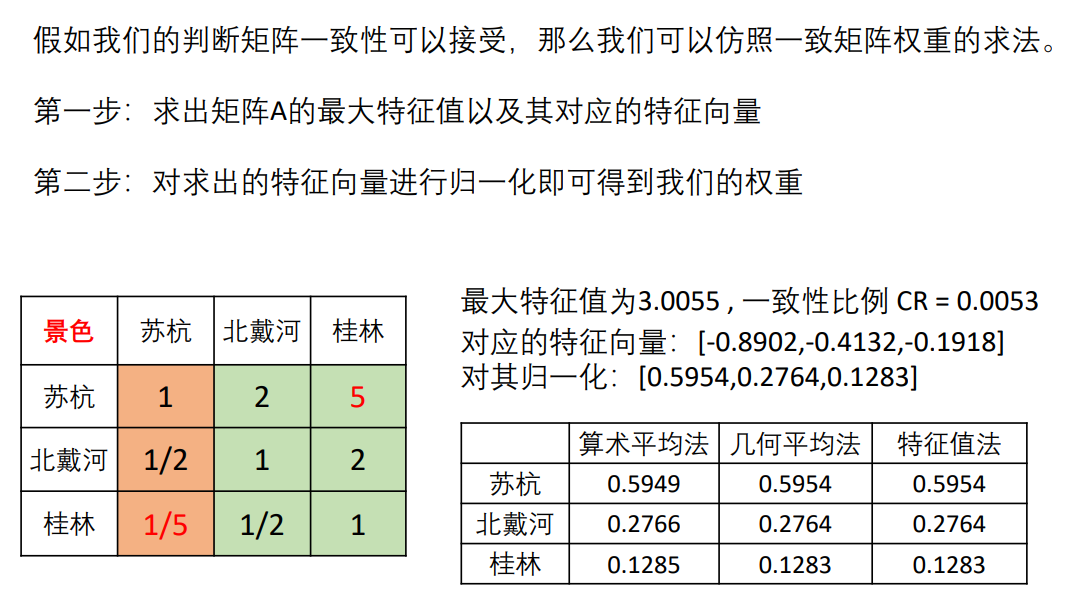 假如我们的判断矩阵一致性可以接受，那么我们可以仿照一致矩阵权重的求法。
第一步：求出矩阵A的最大特征值以及其对应的特征向量
第二步：对求出的特征向量进行归一化即可得到我们的权重
景色 苏杭 北戴河 桂林
苏杭 1 2 5
北戴河 1/2 1 2
桂林 1/5 1/2 1
最大特征值为3.0055 , 一致性比例 CR = 0.0053
对应的特征向量：[-0.8902,-0.4132,-0.1918]
对其归一化：[0.5954,0.2764,0.1283]
算术平均法 几何平均法 特征值法
苏杭 0.5949 0.5954 0.5954
北戴河 0.2766 0.2764 0.2764
桂林 0.1285 0.1283 0.1283